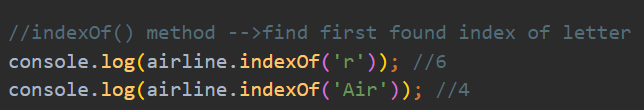 //indexOf() method -->find first found index of letter
console.log(airline.indexOf('r')); //6
console.log(airline.indexOf('Air')); //4